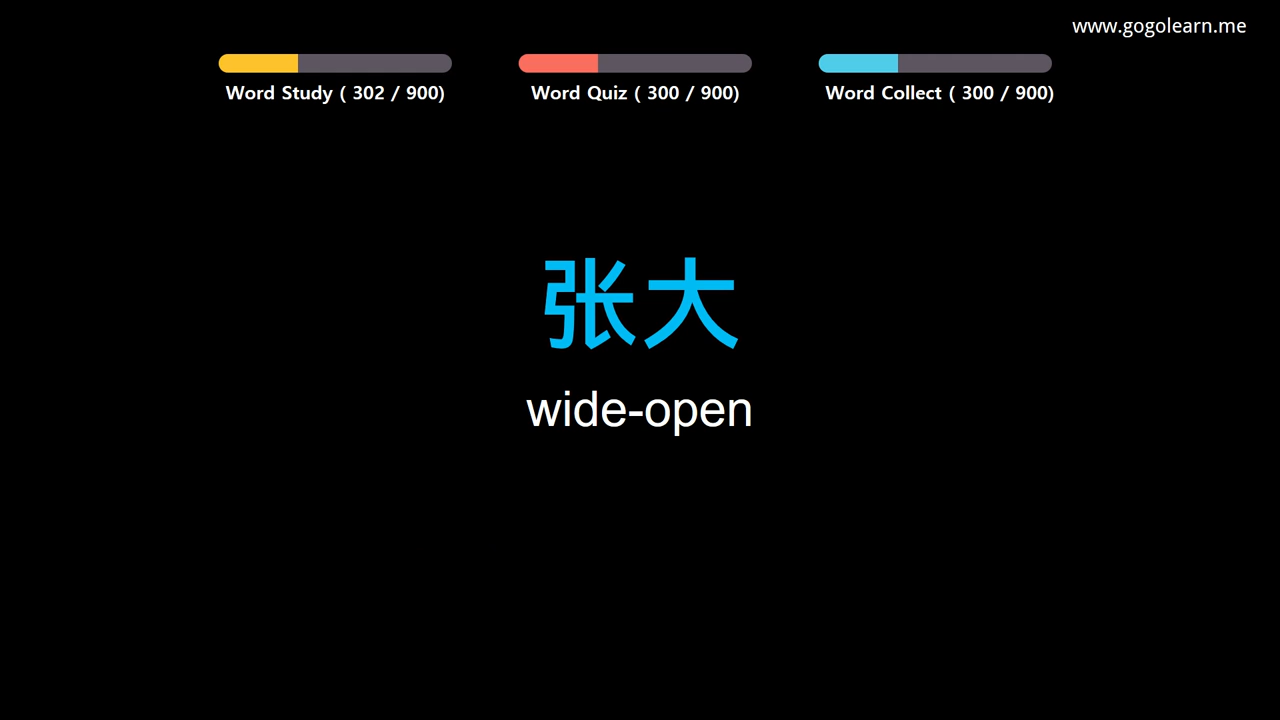 www.gogolearn.me
Word Study ( 302 / 900)
Word Quiz ( 300 / 900)
Word Collect ( 300 / 900)
张大
wide-open